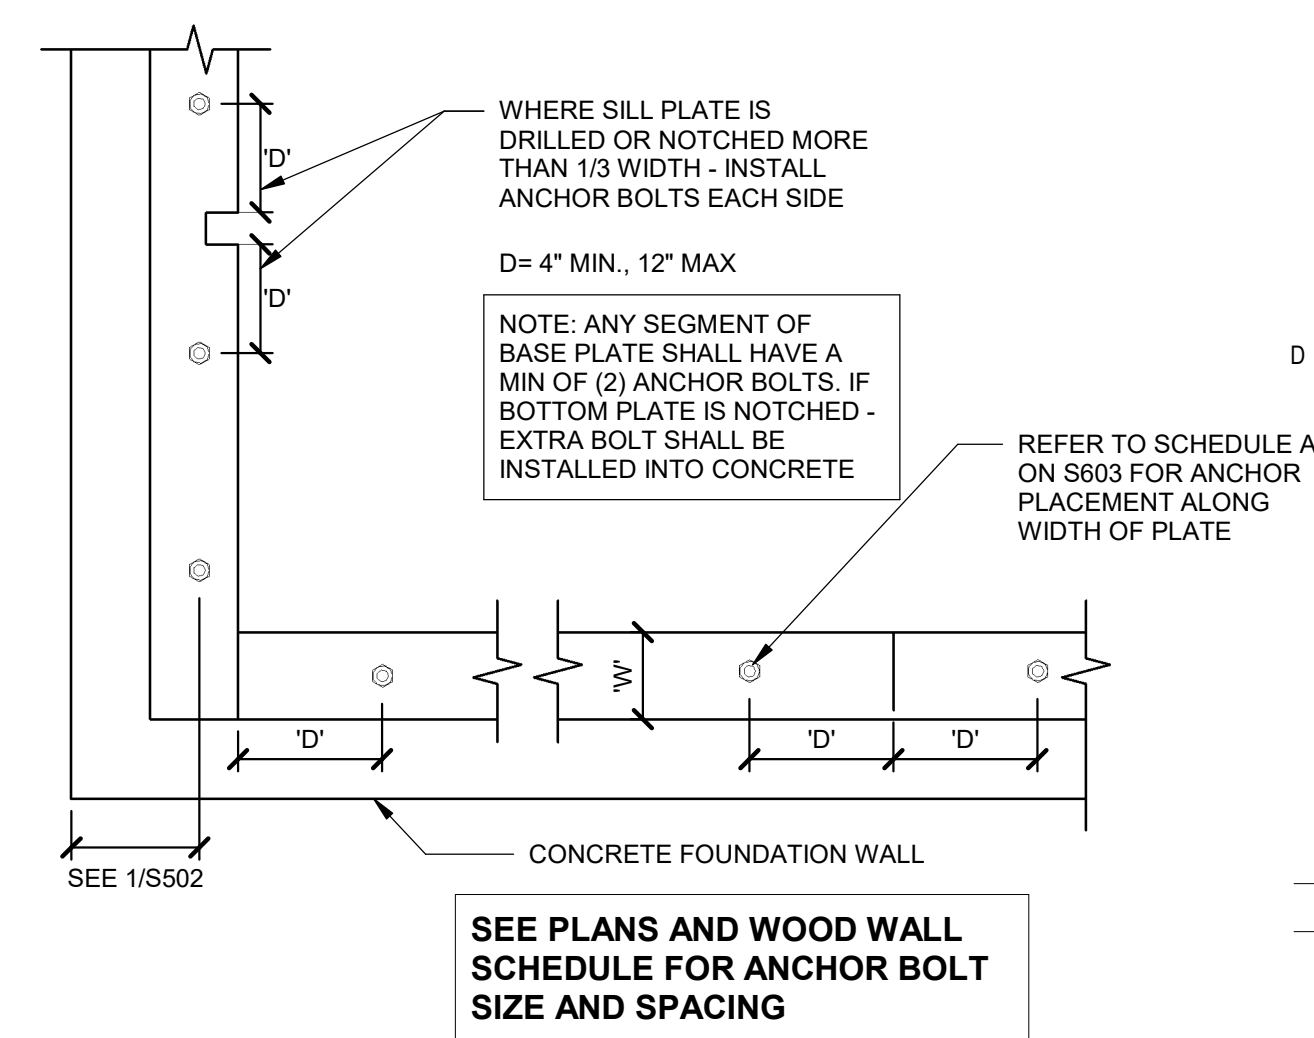 WHERE SILL PLATE IS
DRILLED OR NOTCHED MORE
THAN 1/3 WIDTH - INSTALL
ANCHOR BOLTS EACH SIDE
'D'
D= 4" MIN., 12" MAX
'D'
NOTE: ANY SEGMENT OF
BASE PLATE SHALL HAVE A
MIN OF (2) ANCHOR BOLTS. IF
BOTTOM PLATE IS NOTCHED -
EXTRA BOLT SHALL BE
INSTALLED INTO CONCRETE
D
REFER TO SCHEDULE A
ON S603 FOR ANCHOR
PLACEMENT ALONG
WIDTH OF PLATE
'W'
'D'
'D'
'D'
CONCRETE FOUNDATION WALL
SEE 1/S502
SEE PLANS AND WOOD WALL
SCHEDULE FOR ANCHOR BOLT
SIZE AND SPACING